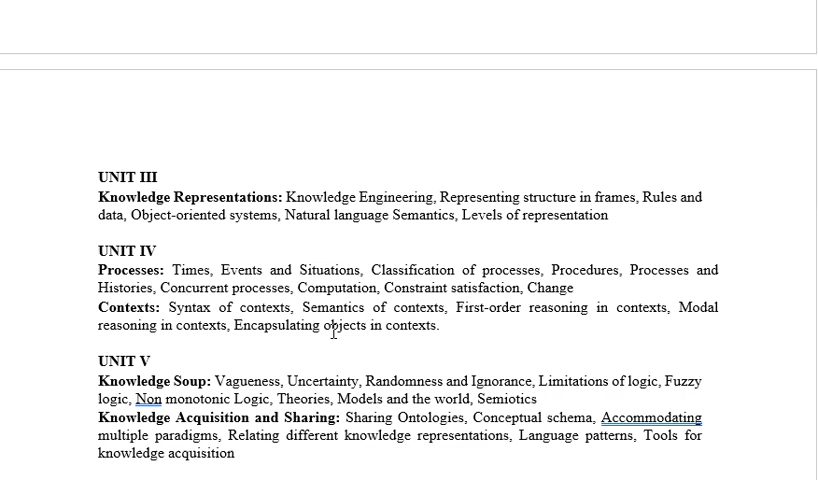 UNIT III
Knowledge Representations: Knowledge Engineering, Representing structure in frames, Rules and
data, Object-oriented systems, Natural language Semantics, Levels of representation
UNIT IV
Processes: Times, Events and Situations, Classification of processes, Procedures, Processes and
Histories, Concurrent processes, Computation, Constraint satisfaction, Change
Contexts: Syntax of contexts, Semantics of contexts, First-order reasoning in contexts, Modal
reasoning in contexts, Encapsulating objects in contexts.
UNIT V
Knowledge Soup: Vagueness, Uncertainty, Randomness and Ignorance, Limitations of logic, Fuzzy
logic, Non monotonic Logic, Theories, Models and the world, Semiotics
Knowledge Acquisition and Sharing: Sharing Ontologies, Conceptual schema, Accommodating
multiple paradigms, Relating different knowledge representations, Language patterns, Tools for
knowledge acquisition